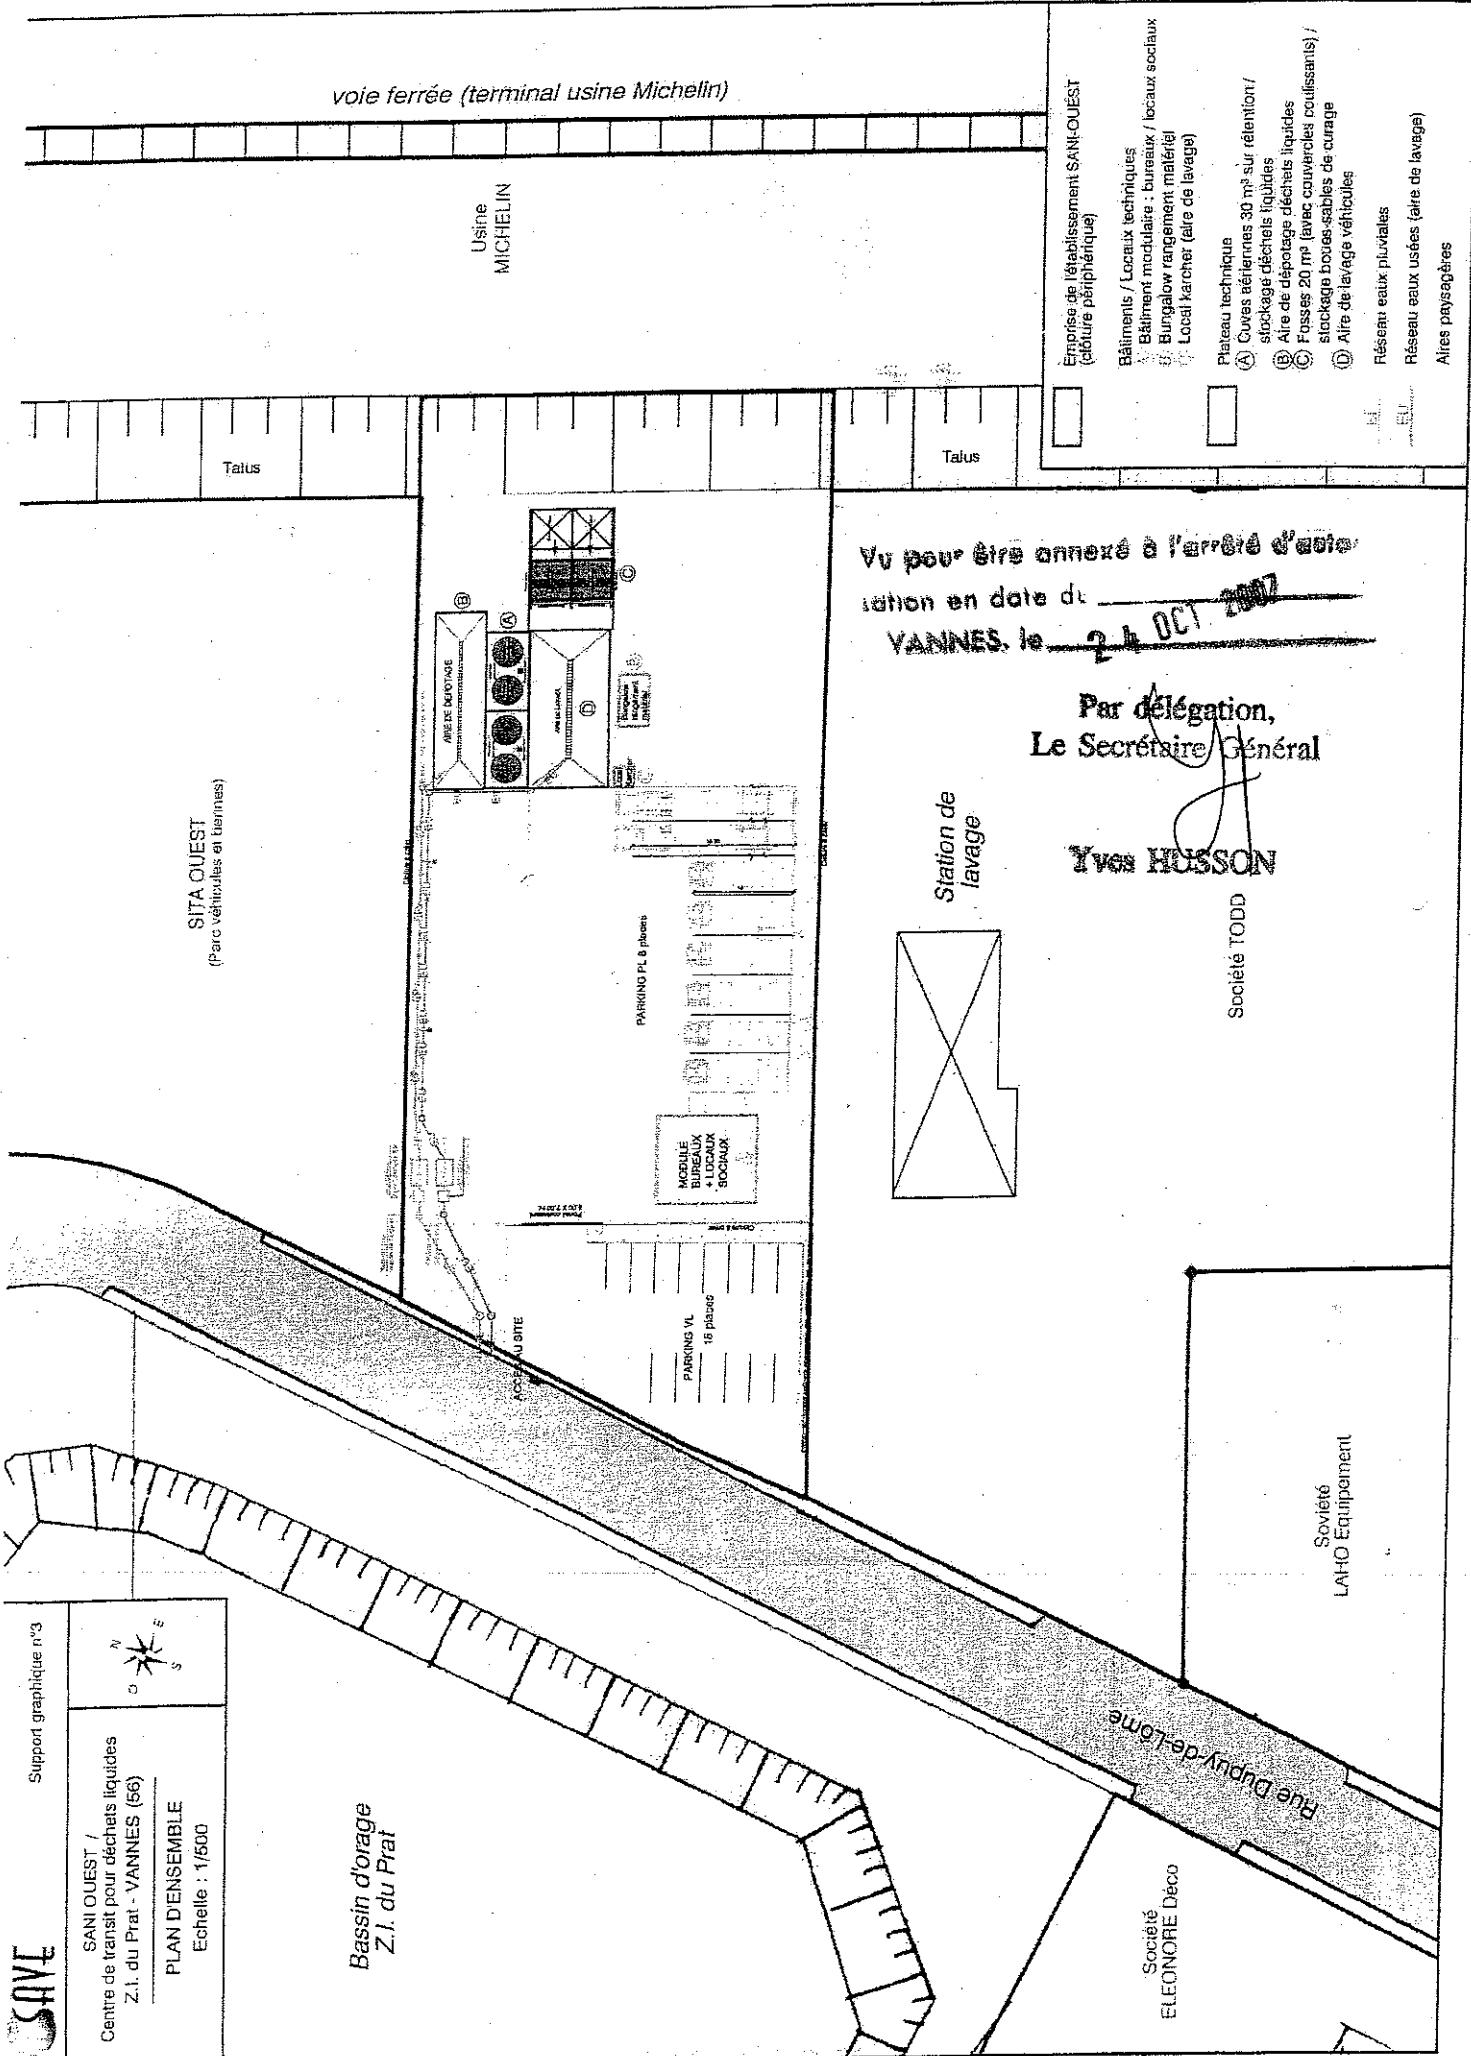 SAVE
Support graphique n°3
SANI OUEST /
Centre de transit pour déchets liquides
Z.I. du Prat - VANNES (56)
PLAN D'ENSEMBLE
Echelle : 1/500
O
N
E
S
voie ferrée (terminal usine Michelin)
Usine
MICHELIN
Talus
Talus
SITA OUEST
(Parc véhicules et bennes)
AIRE DE DEPOTAGE
B
A
C
D
PARKING PL 8 places
MODULE
BUREAUX
+ LOCAUX
SOCIAUX
PARKING VL
18 places
ACCES AU SITE
Station de
lavage
Société TODD
Soviété
LAHO Equipement
Société
ELEONORE Déco
Rue Dupuy-de-Lôme
Bassin d'orage
Z.I. du Prat
Vu pour être annexé à l'arrêté d'auto
isation en date du
VANNES, le 24 OCT 2007
Par délégation,
Le Secrétaire Général
Yves HUSSON
Emprise de l'établissement SANI-OUEST
(clôture périphérique)
Bâtiments / Locaux techniques
Bâtiment modulaire : bureaux / locaux sociaux
Bungalow rangement matériel
Local karcher (aire de lavage)
Plateau technique
A Cuves aériennes 30 m³ sur rétention /
stockage déchets liquides
B Aire de dépotage déchets liquides
C Fosses 20 m³ (avec couvercles coulissants) /
stockage boues-sables de curage
D Aire de lavage véhicules
Réseau eaux pluviales
EU Réseau eaux usées (aire de lavage)
Aires paysagères